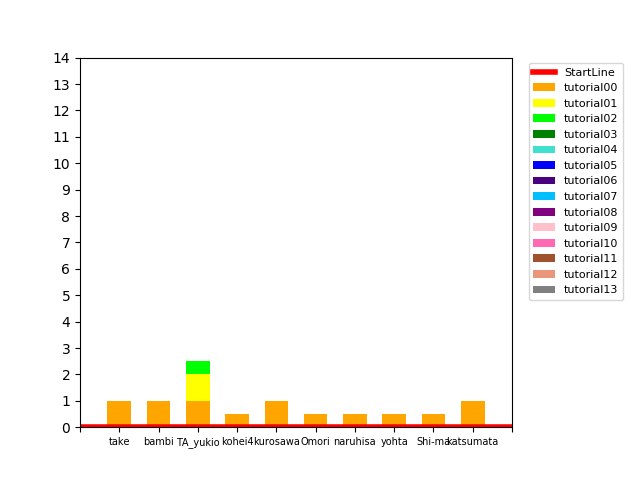 14
13
12
11
10
9
8
7
6
5
4
3
2
1
0
take bambi TA_yukio kohei4 kurosawa Omori naruhisa yohta Shi-ma katsumata
StartLine
tutorial00
tutorial01
tutorial02
tutorial03
tutorial04
tutorial05
tutorial06
tutorial07
tutorial08
tutorial09
tutorial10
tutorial11
tutorial12
tutorial13